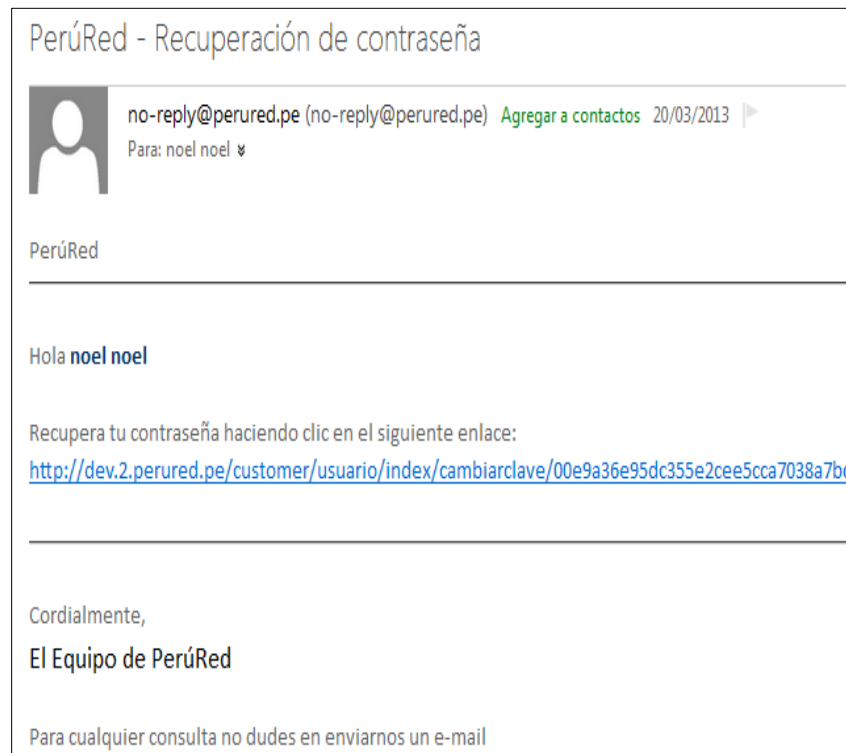 PerúRed - Recuperación de contraseña
no-reply@perured.pe (no-reply@perured.pe) Agregar a contactos 20/03/2013
Para: noel noel
PerúRed
Hola noel noel
Recupera tu contraseña haciendo clic en el siguiente enlace:
http://dev.2.perured.pe/customer/usuario/index/cambiarclave/00e9a36e95dc355e2cee5cca7038a7bc
Cordialmente,
El Equipo de PerúRed
Para cualquier consulta no dudes en enviarnos un e-mail